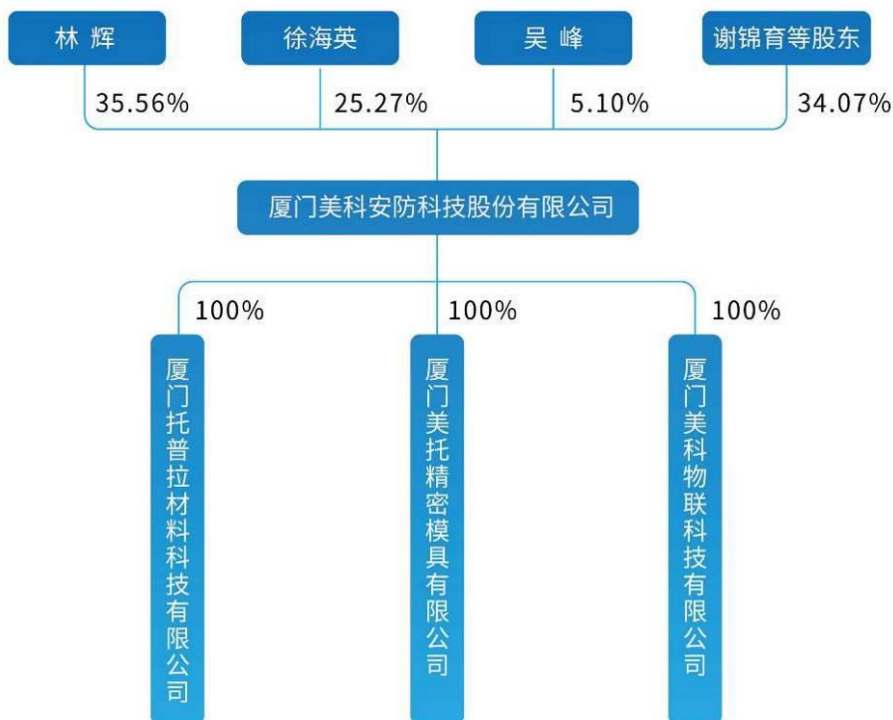 林 辉
徐海英
吴 峰
谢锦育等股东
35.56%
25.27%
5.10%
34.07%
厦门美科安防科技股份有限公司
100%
100%
100%
厦门托普拉材料科技有限公司
厦门美托精密模具有限公司
厦门美科物联科技有限公司